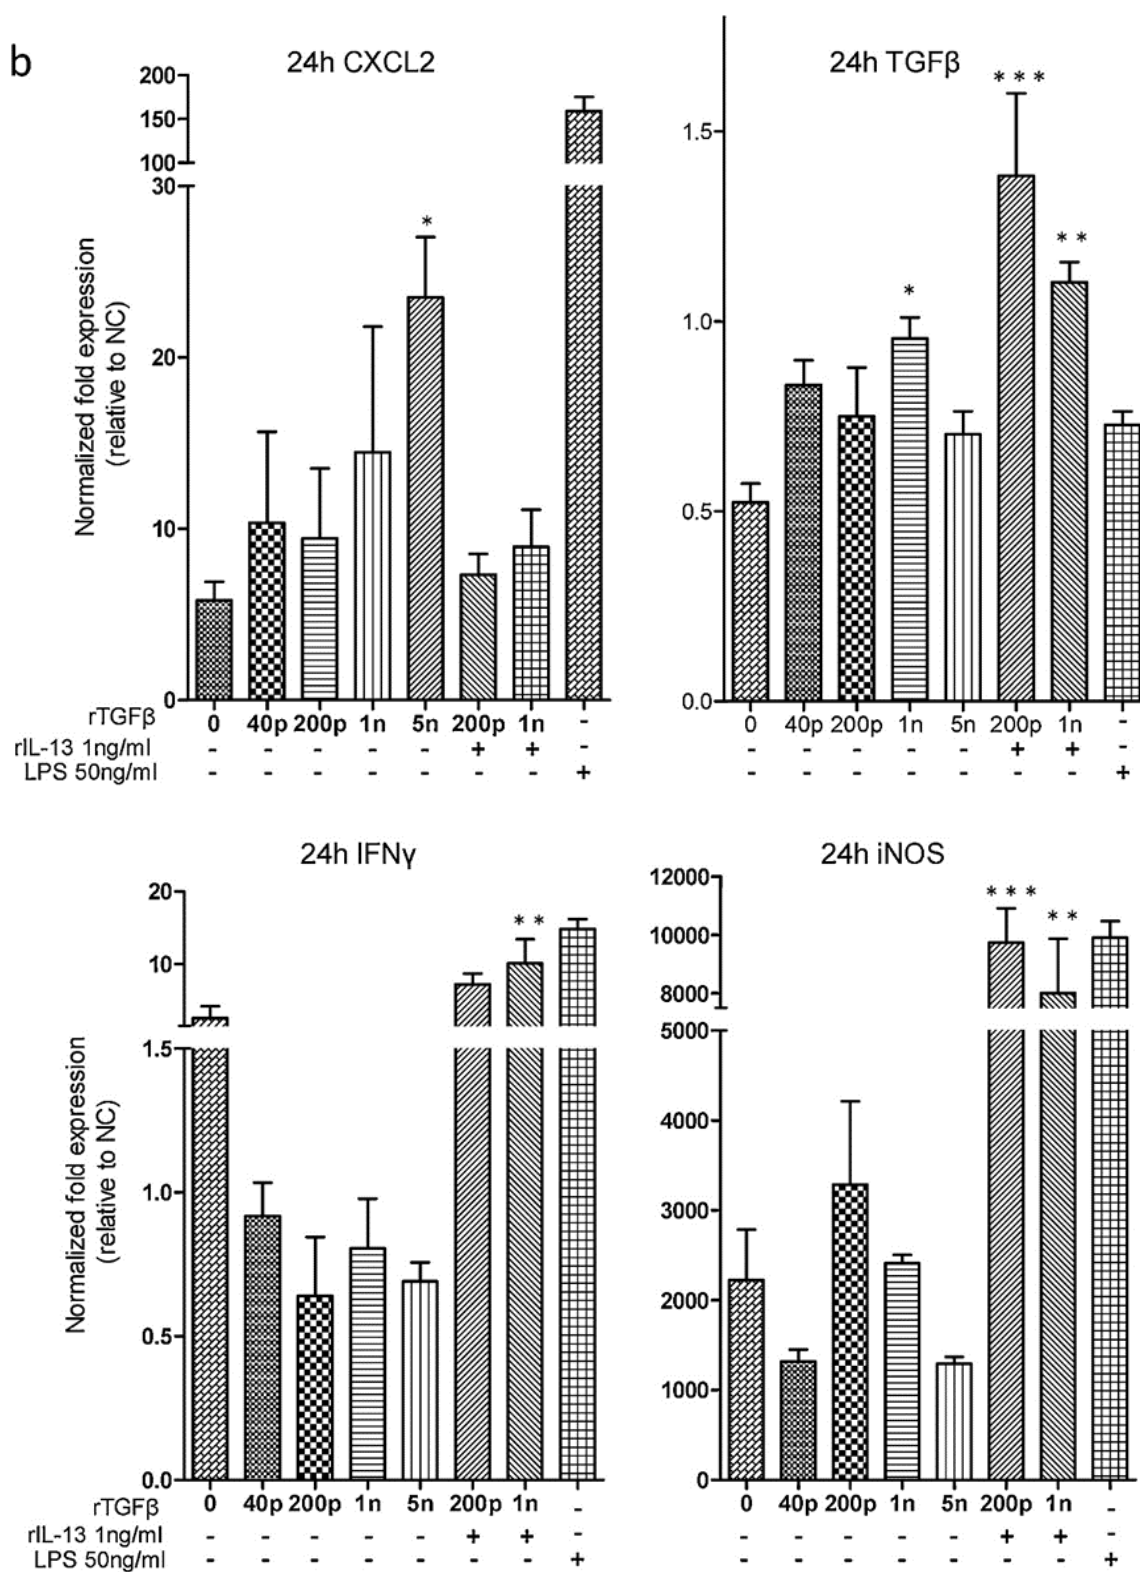 b
24h CXCL2
24h TGFβ
200
150
100
30
20
10
0
Normalized fold expression
(relative to NC)
*
1.5
1.0
0.5
0.0
*
* * *
* *
rTGFβ 0 40p 200p 1n 5n 200p 1n -
rIL-13 1ng/ml - - - - - + + -
LPS 50ng/ml - - - - - - - +
0 40p 200p 1n 5n 200p 1n -
- - - - - + + -
- - - - - - - +
24h IFNγ
24h iNOS
20
10
1.5
1.0
0.5
0.0
Normalized fold expression
(relative to NC)
* *
12000
10000
8000
5000
4000
3000
2000
1000
0
* * *
* *
rTGFβ 0 40p 200p 1n 5n 200p 1n -
rIL-13 1ng/ml - - - - - + + -
LPS 50ng/ml - - - - - - - +
0 40p 200p 1n 5n 200p 1n -
- - - - - + + -
- - - - - - - +